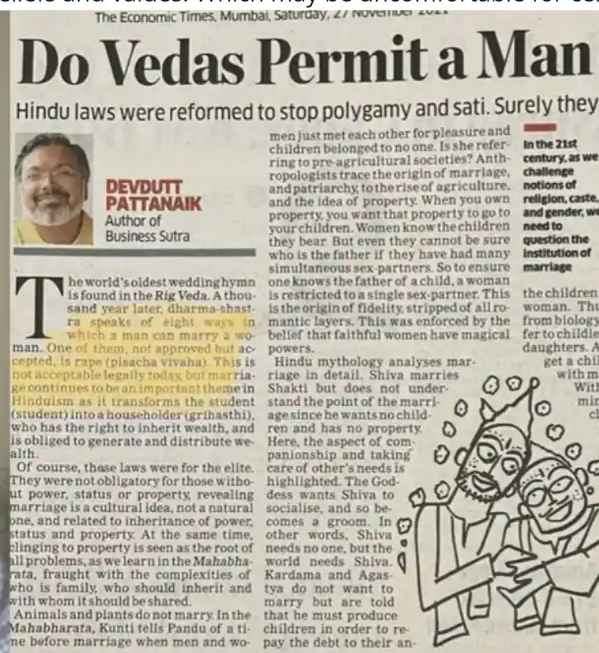 The Economic Times, Mumbai, Saturday, 27 November 2021
Do Vedas Permit a Man
Hindu laws were reformed to stop polygamy and sati. Surely they
DEVDUTT
PATTANAIK
Author of
Business Sutra
The world's oldest wedding hymn
is found in the Rig Veda. A thou-
sand year later, dharma-shast-
ra speaks of eight ways in
which a man can marry a wo-
man. One of them, not approved but ac-
cepted, is rape (pisacha vivaha). This is
not acceptable legally today, but marria-
ge continues to be an important theme in
Hinduism as it transforms the student
(student) into a householder (grihasthi),
who has the right to inherit wealth, and
is obliged to generate and distribute we-
alth.
Of course, these laws were for the elite.
They were not obligatory for those witho-
ut power, status or property, revealing
marriage is a cultural idea, not a natural
one, and related to inheritance of power,
status and property. At the same time,
clinging to property is seen as the root of
all problems, as we learn in the Mahabha-
rata, fraught with the complexities of
who is family, who should inherit and
with whom it should be shared.
Animals and plants do not marry. In the
Mahabharata, Kunti tells Pandu of a ti-
me before marriage when men and wo-
men just met each other for pleasure and
children belonged to no one. Is she refer-
ring to pre-agricultural societies? Anth-
ropologists trace the origin of marriage,
and patriarchy, to the rise of agriculture,
and the idea of property. When you own
property, you want that property to go to
your children. Women know the children
they bear. But even they cannot be sure
who is the father if they have had many
simultaneous sex-partners. So to ensure
one knows the father of a child, a woman
is restricted to a single sex-partner. This
is the origin of fidelity, stripped of all ro-
mantic layers. This was enforced by the
belief that faithful women have magical
powers.
Hindu mythology analyses mar-
riage in detail. Shiva marries
Shakti but does not under-
stand the point of the marri-
age since he wants no child-
ren and has no property.
Here, the aspect of com-
panionship and taking
care of other's needs is
highlighted. The God-
dess wants Shiva to
socialise, and so be-
comes a groom. In
other words, Shiva
needs no one, but the
world needs Shiva.
Kardama and Agas-
tya do not want to
marry but are told
that he must produce
children in order to re-
pay the debt to their an-
In the 21st
century, as we
challenge
notions of
religion, caste,
and gender, we
need to
question the
institution of
marriage
the children
woman.
from biology
fer to childle
daughters.
get a chil
with m
With
min